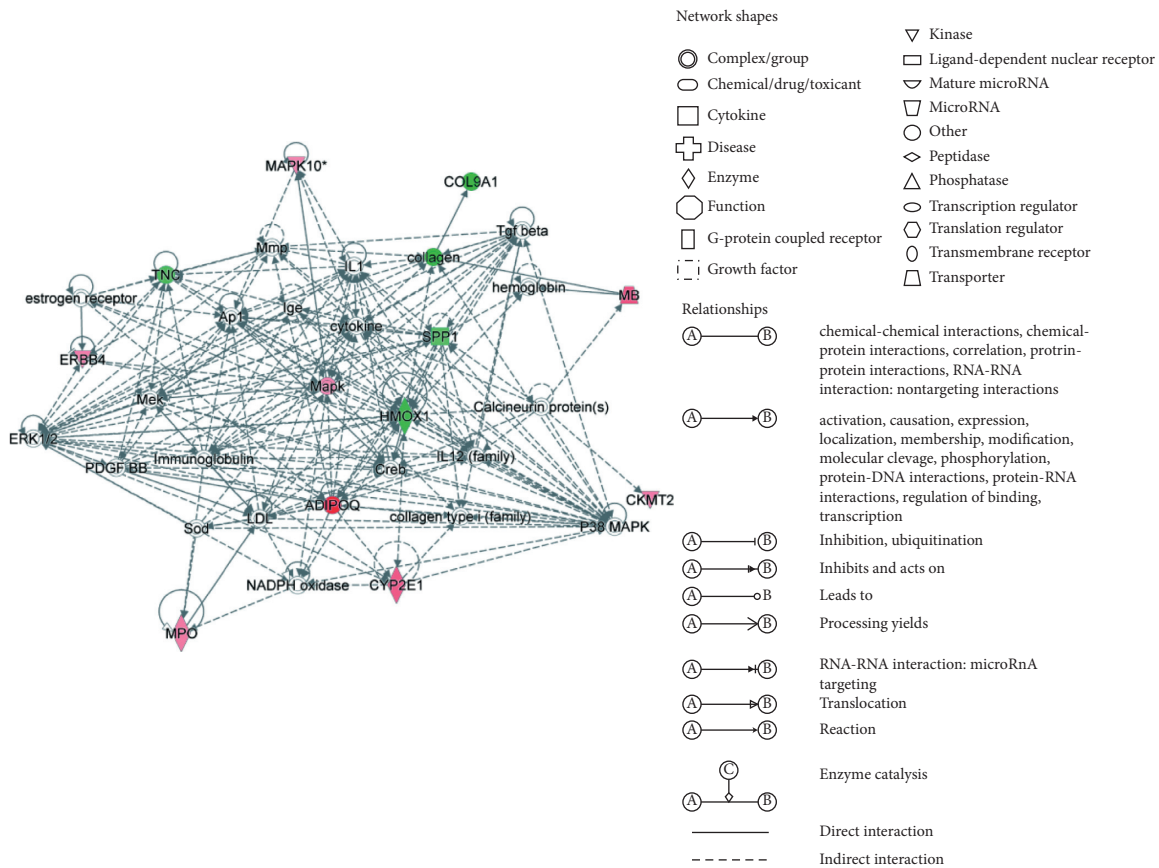 MAPK10*
COL9A1
Tgf beta
Mmp
IL1
collagen
TNC
hemoglobin
MB
estrogen receptor
Ige
Ap1
cytokine
SPP1
ERBB4
Mapk
Mek
HMOX1
Calcineurin protein(s)
ERK1/2
PDGF BB
Immunoglobulin
Creb
IL12 (family)
ADIPOQ
CKMT2
LDL
collagen type i (family)
Sod
P38 MAPK
NADPH oxidase
CYP2E1
MPO
Network shapes
Complex/group
Chemical/drug/toxicant
Cytokine
Disease
Enzyme
Function
G-protein coupled receptor
Growth factor
Kinase
Ligand-dependent nuclear receptor
Mature microRNA
MicroRNA
Other
Peptidase
Phosphatase
Transcription regulator
Translation regulator
Transmembrane receptor
Transporter
Relationships
A B
chemical-chemical interactions, chemical-
protein interactions, correlation, protrin-
protein interactions, RNA-RNA
interaction: nontargeting interactions
A B
activation, causation, expression,
localization, membership, modification,
molecular clevage, phosphorylation,
protein-DNA interactions, protein-RNA
interactions, regulation of binding,
transcription
A B Inhibition, ubiquitination
A B Inhibits and acts on
A B Leads to
A B Processing yields
A B RNA-RNA interaction: microRnA
targeting
A B Translocation
A B Reaction
C
A B
Enzyme catalysis
Direct interaction
Indirect interaction